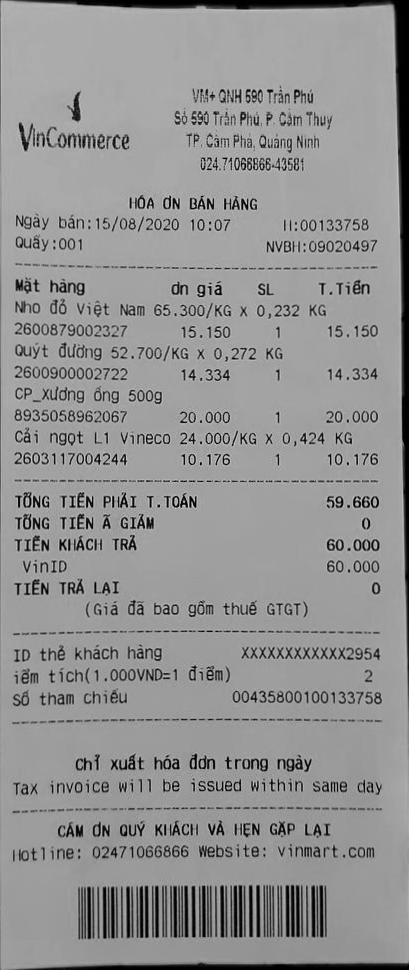 VinCommerce
VM+ QNH 590 Trần Phú
Số 590 Trần Phú, P. Cẩm Thuỷ
TP. Cẩm Phả, Quảng Ninh
024.71066866-43581
HÓA ƠN BÁN HÀNG
Ngày bán:15/08/2020 10:07 H:00133758
Quầy:001 NVBH:09020497
Mặt hàng ơn giá SL T.Tiền
Nho đỏ Việt Nam 65.300/KG X 0,232 KG
2600879002327 15.150 1 15.150
Quýt đường 52.700/KG X 0,272 KG
2600900002722 14.334 1 14.334
CP_Xương ống 500g
8935058962067 20.000 1 20.000
Cải ngọt L1 Vineco 24.000/KG X 0,424 KG
2603117004244 10.176 1 10.176
TỔNG TIỀN PHẢI T.TOÁN 59.660
TỔNG TIỀN Ã GIẢM 0
TIỀN KHÁCH TRẢ 60.000
VinID 60.000
TIỀN TRẢ LẠI 0
(Giá đã bao gồm thuế GTGT)
ID thẻ khách hàng XXXXXXXXXXXX2954
iểm tích(1.000VND=1 điểm) 2
Số tham chiếu 00435800100133758
Chỉ xuất hóa đơn trong ngày
Tax invoice will be issued within same day
CẢM ƠN QUÝ KHÁCH VÀ HẸN GẶP LẠI
Hotline: 02471066866 Website: vinmart.com